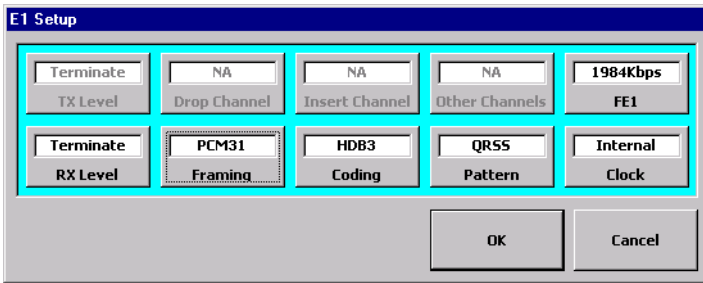 E1 Setup
Terminate NA NA NA 1984Kbps
TX Level Drop Channel Insert Channel Other Channels FE1
Terminate PCM31 HDB3 QRSS Internal
RX Level Framing Coding Pattern Clock
OK Cancel